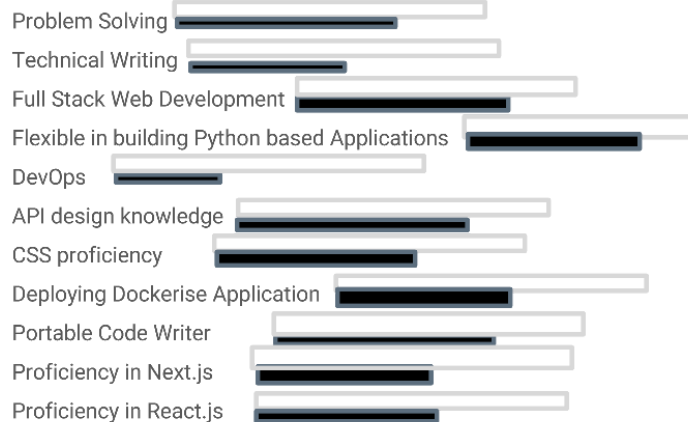 Problem Solving
Technical Writing
Full Stack Web Development
Flexible in building Python based Applications
DevOps
API design knowledge
CSS proficiency
Deploying Dockerise Application
Portable Code Writer
Proficiency in Next.js
Proficiency in React.js